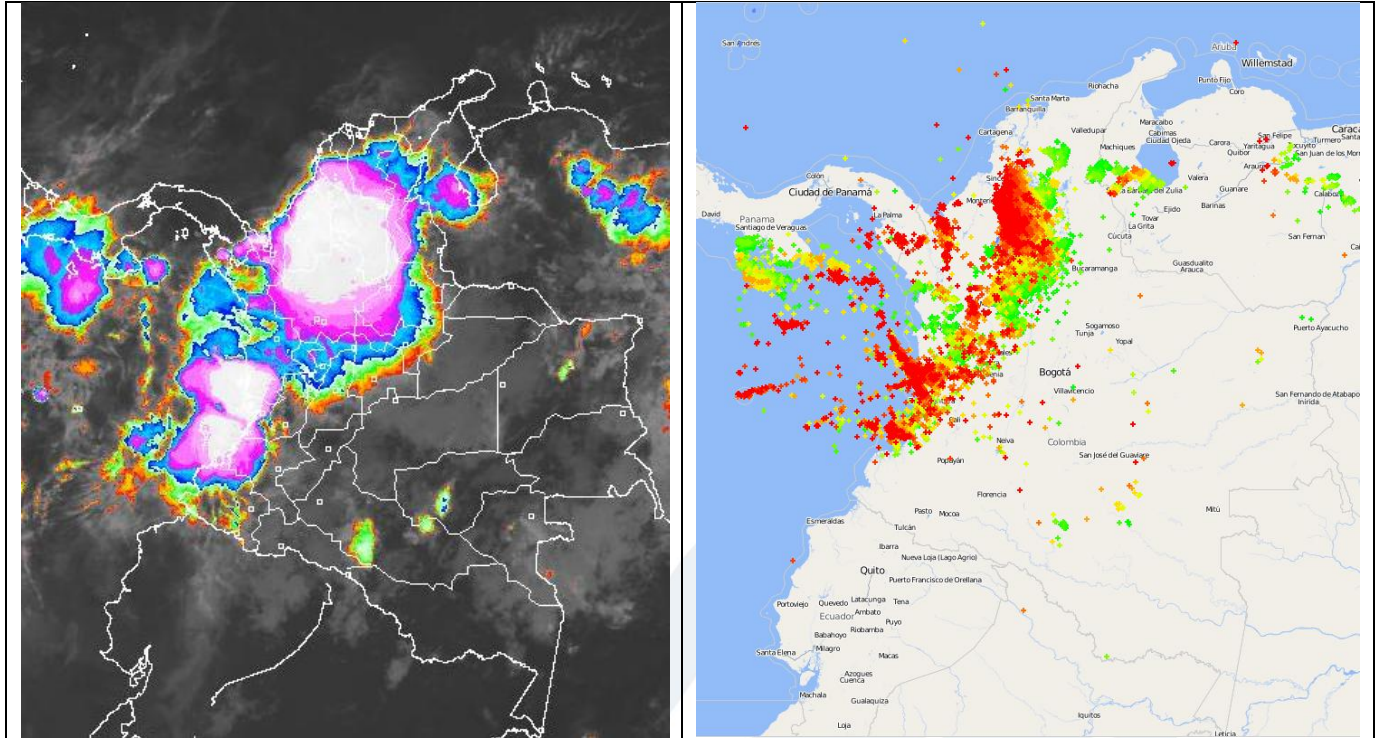 San Andrés
Aruba
Willemstad
Punto Fijo
Coro
Riohacha
Santa Marta
Barranquilla
Maracaibo
Cabimas
Ciudad Ojeda
Cartagena
Valledupar
Machiques
Carora
San Felipe
Yaritagua
Quibor
Turmero
San Juan de los Mor
Colón
Ciudad de Panamá
Valera
Guanare
David
Panama
Santiago de Veraguas
La Palma
Ejido
Barinas
Tovar
La Grita
Cúcuta
San Fernan
Bucaramanga
Guasdualito
Arauca
Sogamoso
Tunja
Yopal
Puerto Ayacucho
Bogotá
Villavicencio
San Fernando de Atabapo
Inirida
Cali
Neiva
Colombia
Popayán
San José del Guaviare
Florencia
Mitú
Esmeraldas
Pasto
Mocoa
Tulcán
Ibarra
Nueva Loja (Lago Agrio)
Quito
Puerto Francisco de Orellana
Portoviejo
Quevedo
Latacunga
Tena
Ambato
Ecuador
Puyo
Riobamba
Babahoyo
Milagro
Santa Elena
Macas
Azogues
Cuenca
Machala
Gualaquiza
Iquitos
Loja
Leticia